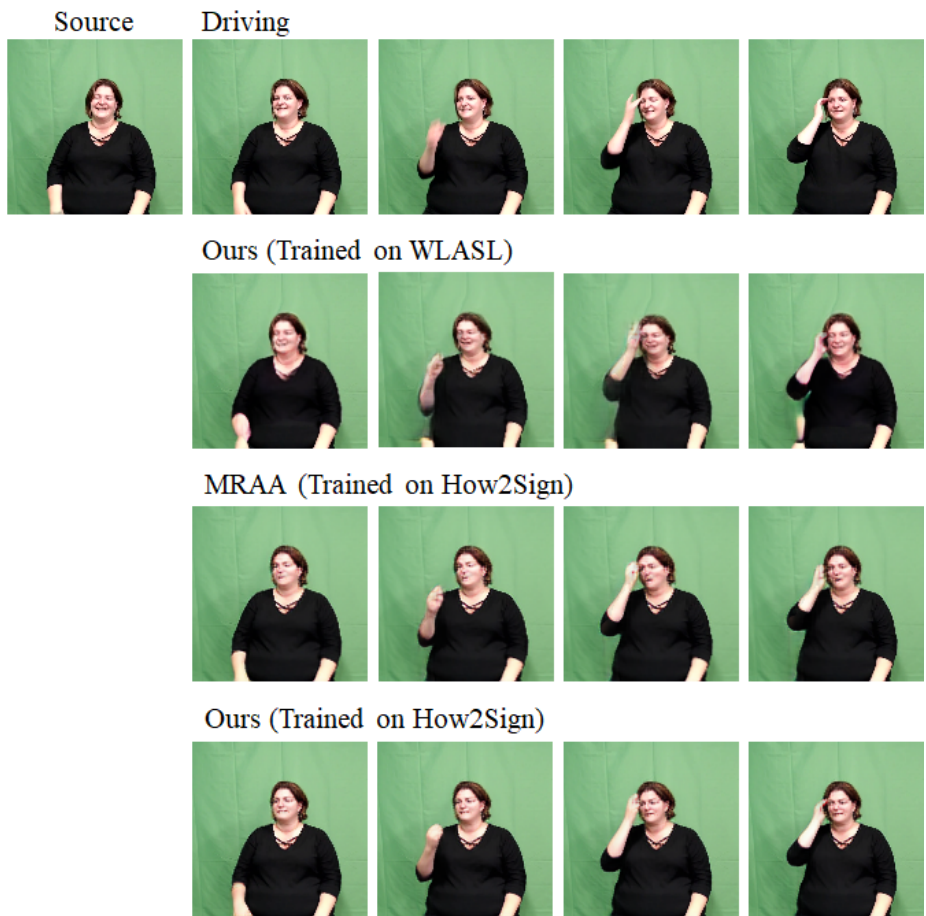 Source
Driving
Ours (Trained on WLASL)
MRAA (Trained on How2Sign)
Ours (Trained on How2Sign)